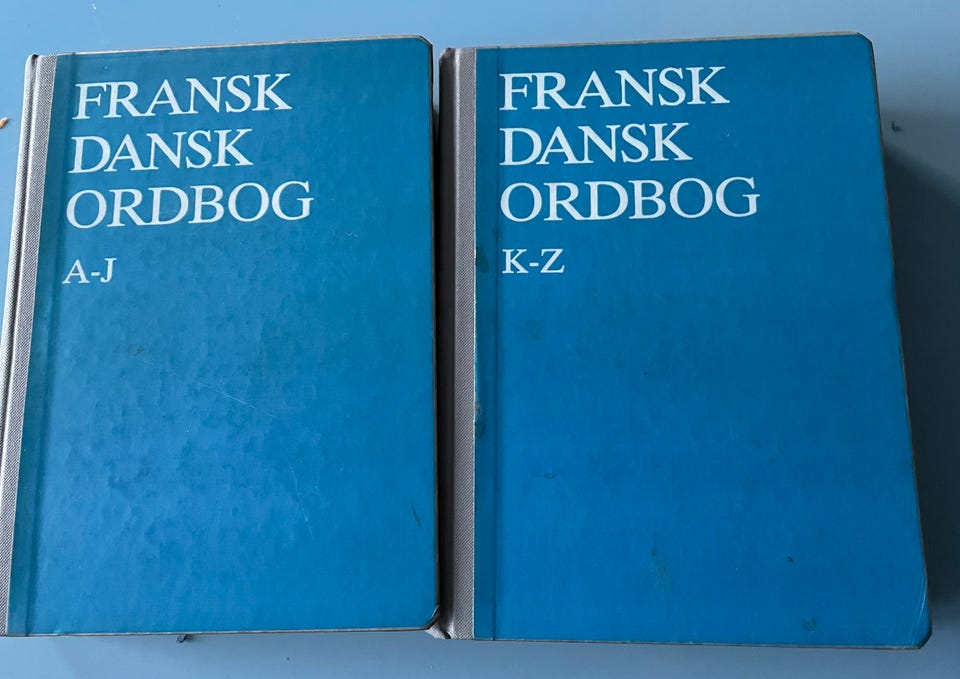 FRANSK
DANSK
ORDBOG
A-J
FRANSK
DANSK
ORDBOG
K-Z